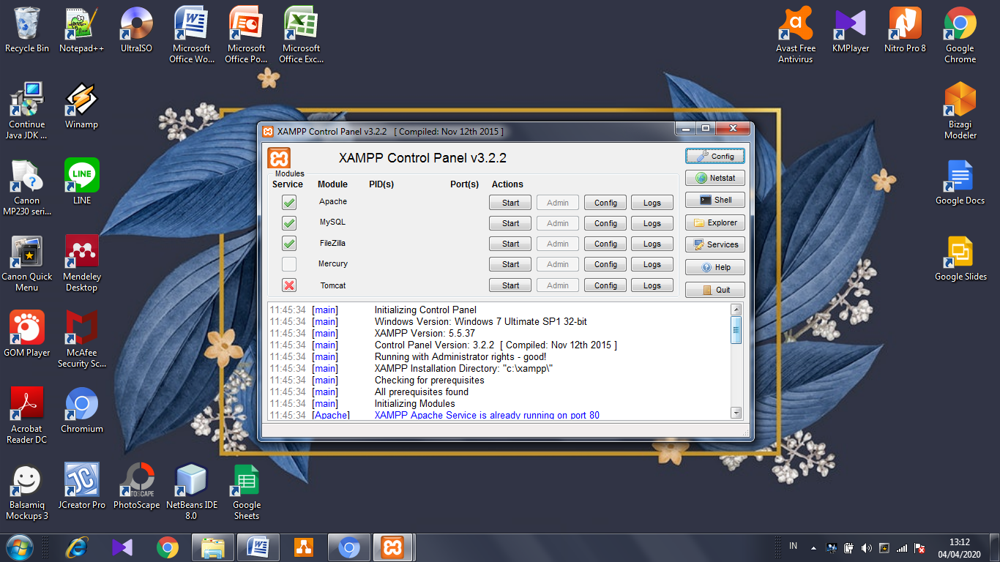 Recycle Bin
Notepad++
UltraISO
Microsoft
Office Wo...
Microsoft
Office Po...
Microsoft
Office Exc...
Avast Free
Antivirus
KMPlayer
Nitro Pro 8
Google
Chrome
Continue
Java JDK ...
Winamp
Bizagi
Modeler
Canon
MP230 seri...
LINE
LINE
Google Docs
Canon Quick
Menu
Mendeley
Desktop
Google Slides
GOM Player
McAfee
Security Sc...
Acrobat
Reader DC
Chromium
Balsamiq
Mockups 3
JC
JCreator Pro
OTOSCAPE
PhotoScape
NetBeans IDE
8.0
Google
Sheets
XAMPP Control Panel v3.2.2 [ Compiled: Nov 12th 2015 ]
XAMPP Control Panel v3.2.2
Modules
Service Module PID(s) Port(s) Actions
Apache Start Admin Config Logs
MySQL Start Admin Config Logs
FileZilla Start Admin Config Logs
Mercury Start Admin Config Logs
Tomcat Start Admin Config Logs
Config
Netstat
Shell
Explorer
Services
Help
Quit
11:45:34 [main] Initializing Control Panel
11:45:34 [main] Windows Version: Windows 7 Ultimate SP1 32-bit
11:45:34 [main] XAMPP Version: 5.5.37
11:45:34 [main] Control Panel Version: 3.2.2 [ Compiled: Nov 12th 2015 ]
11:45:34 [main] Running with Administrator rights - good!
11:45:34 [main] XAMPP Installation Directory: "c:\xampp\"
11:45:34 [main] Checking for prerequisites
11:45:34 [main] All prerequisites found
11:45:34 [main] Initializing Modules
11:45:34 [Apache] XAMPP Apache Service is already running on port 80
IN
13:12
04/04/2020